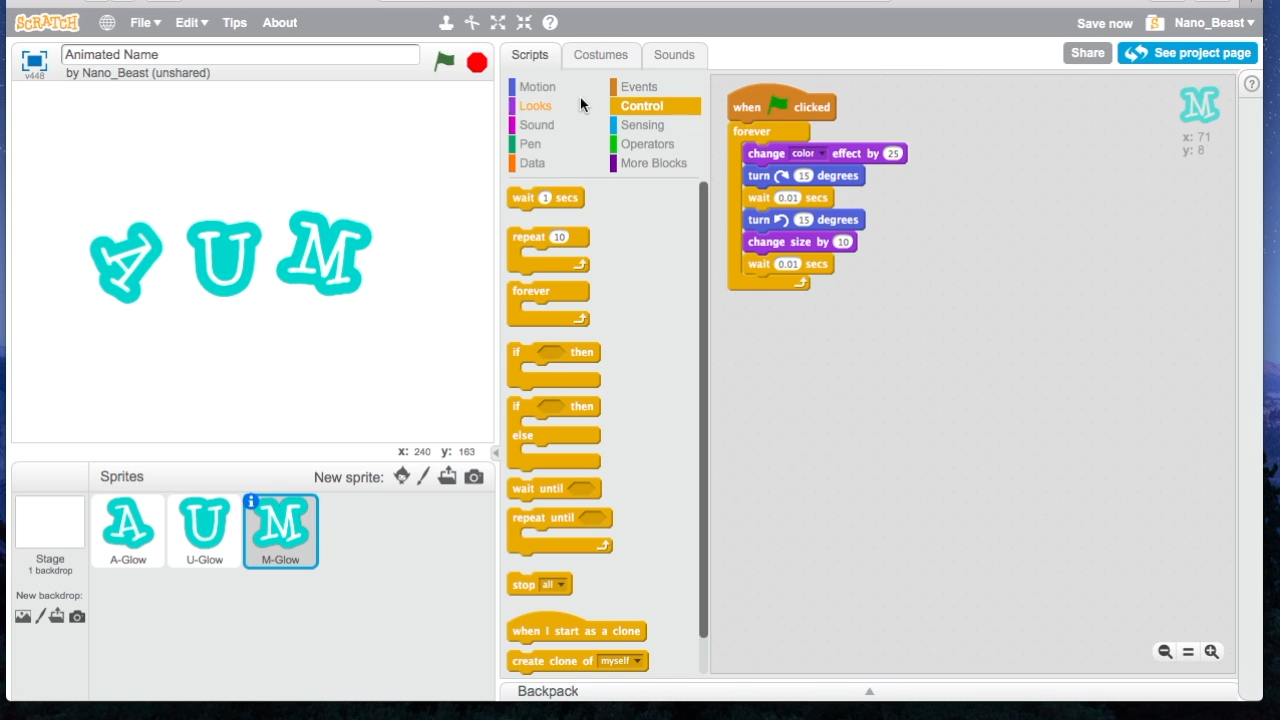 SCRATCH File▾ Edit▾ Tips About Save now S Nano_Beast▾
v448
Animated Name
by Nano_Beast (unshared)
Scripts Costumes Sounds
Share See project page
A U M
x: 240 y: 163
Sprites New sprite:
A U M
A-Glow U-Glow M-Glow
Stage
1 backdrop
New backdrop:
Motion Events
Looks Control
Sound Sensing
Pen Operators
Data More Blocks
wait 1 secs
repeat 10
forever
if then
if then
else
wait until
repeat until
stop all
when I start as a clone
create clone of myself
when clicked
forever
change color effect by 25
turn 15 degrees
wait 0.01 secs
turn 15 degrees
change size by 10
wait 0.01 secs
M
x: 71
y: 8
Backpack